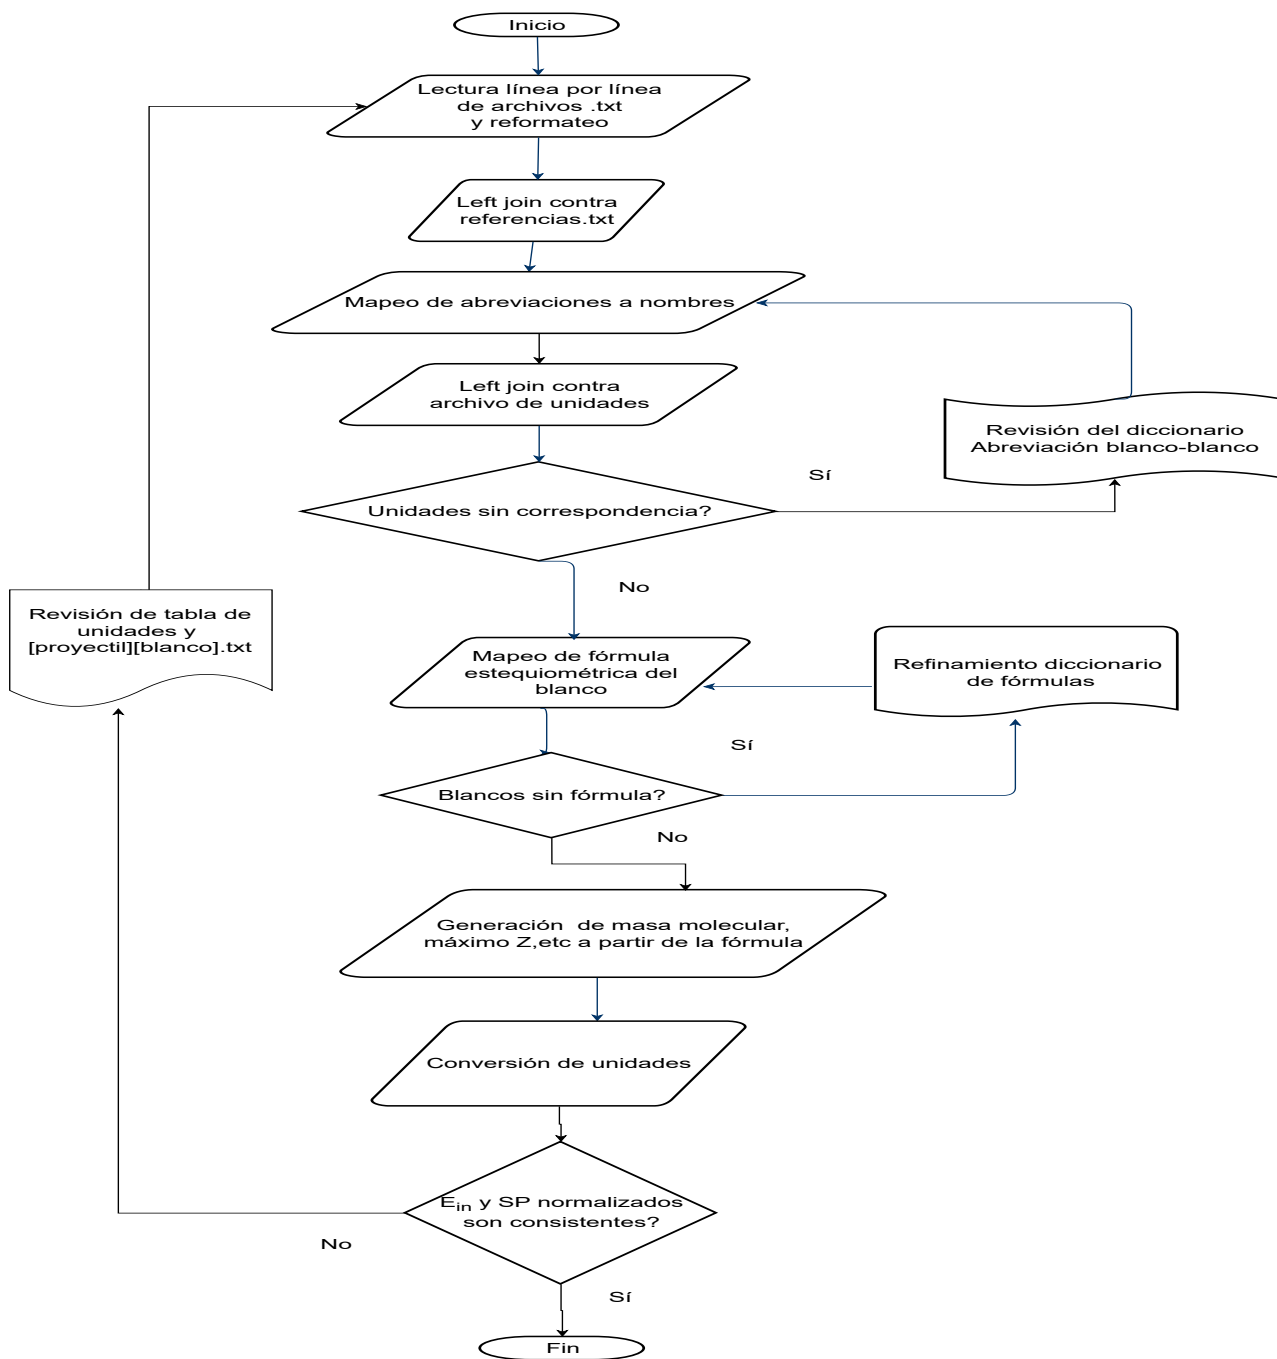 Inicio
Lectura línea por línea
de archivos .txt
y reformateo
Left join contra
referencias.txt
Mapeo de abreviaciones a nombres
Left join contra
archivo de unidades
Revisión del diccionario
Abreviación blanco-blanco
Sí
Unidades sin correspondencia?
No
Revisión de tabla de
unidades y
[proyectil][blanco].txt
Mapeo de fórmula
estequiométrica del
blanco
Refinamiento diccionario
de fórmulas
Sí
Blancos sin fórmula?
No
Generación  de masa molecular,
máximo Z,etc a partir de la fórmula
Conversión de unidades
E_in y SP normalizados
son consistentes?
No
Sí
Fin